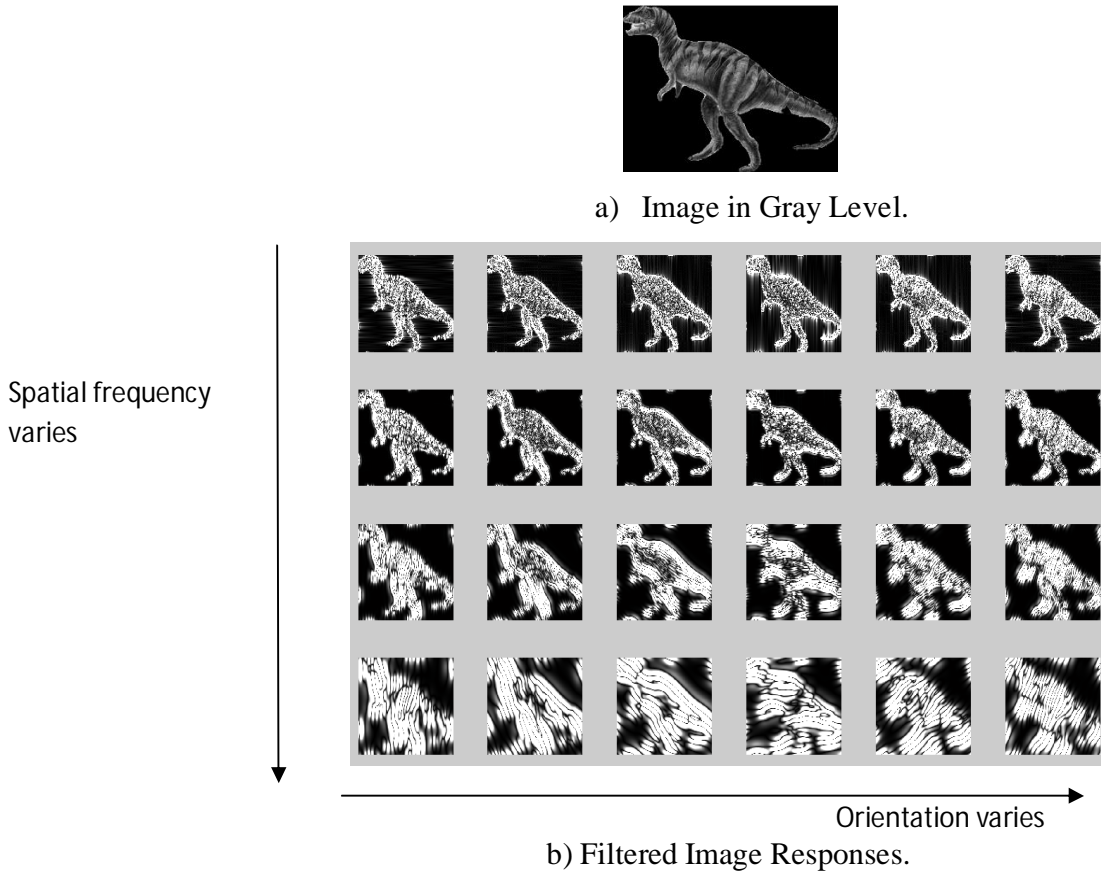 a) Image in Gray Level.
Spatial frequency
varies
Orientation varies
b) Filtered Image Responses.